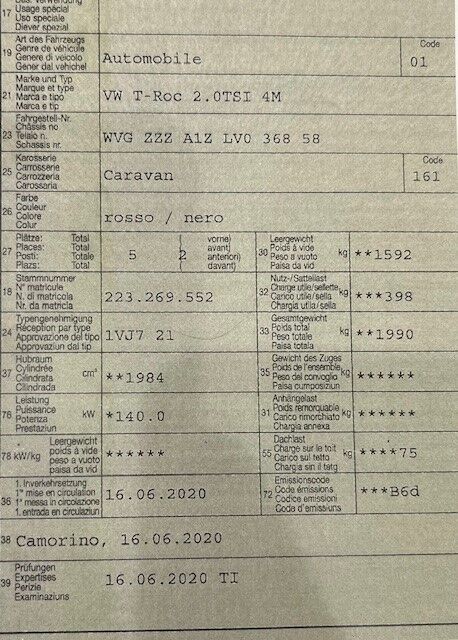 17 Usage spécial
Uso speciale
Diever spezial
19 Art des Fahrzeugs
Genre de véhicule
Genere di veicolo
Gener dal vehichel
Automobile
Code
01
21 Marke und Typ
Marque et type
Marca e tipo
Marca e tip
VW T-Roc 2.0TSI 4M
23 Fahrgestell-Nr.
Châssis no
Telaio n.
Schassis nr.
WVG ZZZ A1Z LV0 368 58
25 Karosserie
Carrosserie
Carrozzeria
Carossaria
Caravan
Code
161
26 Farbe
Couleur
Colore
Colur
rosso / nero
27 Plätze: Total
Places: Total
Posti: Totale
Plazs: Total
5 2
vorne)
avant)
anteriori)
davant)
30 Leergewicht
Poids à vide
Peso a vuoto
Paisa da vid
kg **1592
18 Stammnummer
N° matricule
N. di matricola
Nr. da matricla
223.269.552
32 Nutz-/Sattellast
Charge utile/sellette
Carico utile/sella
Chargia utila/sella
kg ***398
24 Typengenehmigung
Réception par type
Approvazione del tipo
Approvaziun dal tip
1VJ7 21
33 Gesamtgewicht
Poids total
Peso totale
Paisa totala
kg **1990
37 Hubraum
Cylindrée
Cilindrata
Cilindrada
cm³ **1984
35 Gewicht des Zuges
Poids de l'ensemble
Peso del convoglio
Paisa cumposiziun
kg ******
76 Leistung
Puissance
Potenza
Prestaziun
kW *140.0
31 Anhängelast
Poids remorquable
Carico rimorchiato
Chargia annexa
kg ******
78 kW/kg Leergewicht
poids à vide
peso a vuoto
paisa da vid
******
55 Dachlast
Charge sur le toit
Carico sul tetto
Chargia sin il tetg
kg ****75
36 1. Inverkehrsetzung
1re mise en circulation
1a messa in circolazione
1. entrada en circulaziun
16.06.2020
72 Emissionscode
Code émissions
Codice emissioni
Code d'emissiuns
***B6d
38 Camorino, 16.06.2020
39 Prüfungen
Expertises
Perizie
Examinaziuns
16.06.2020 TI